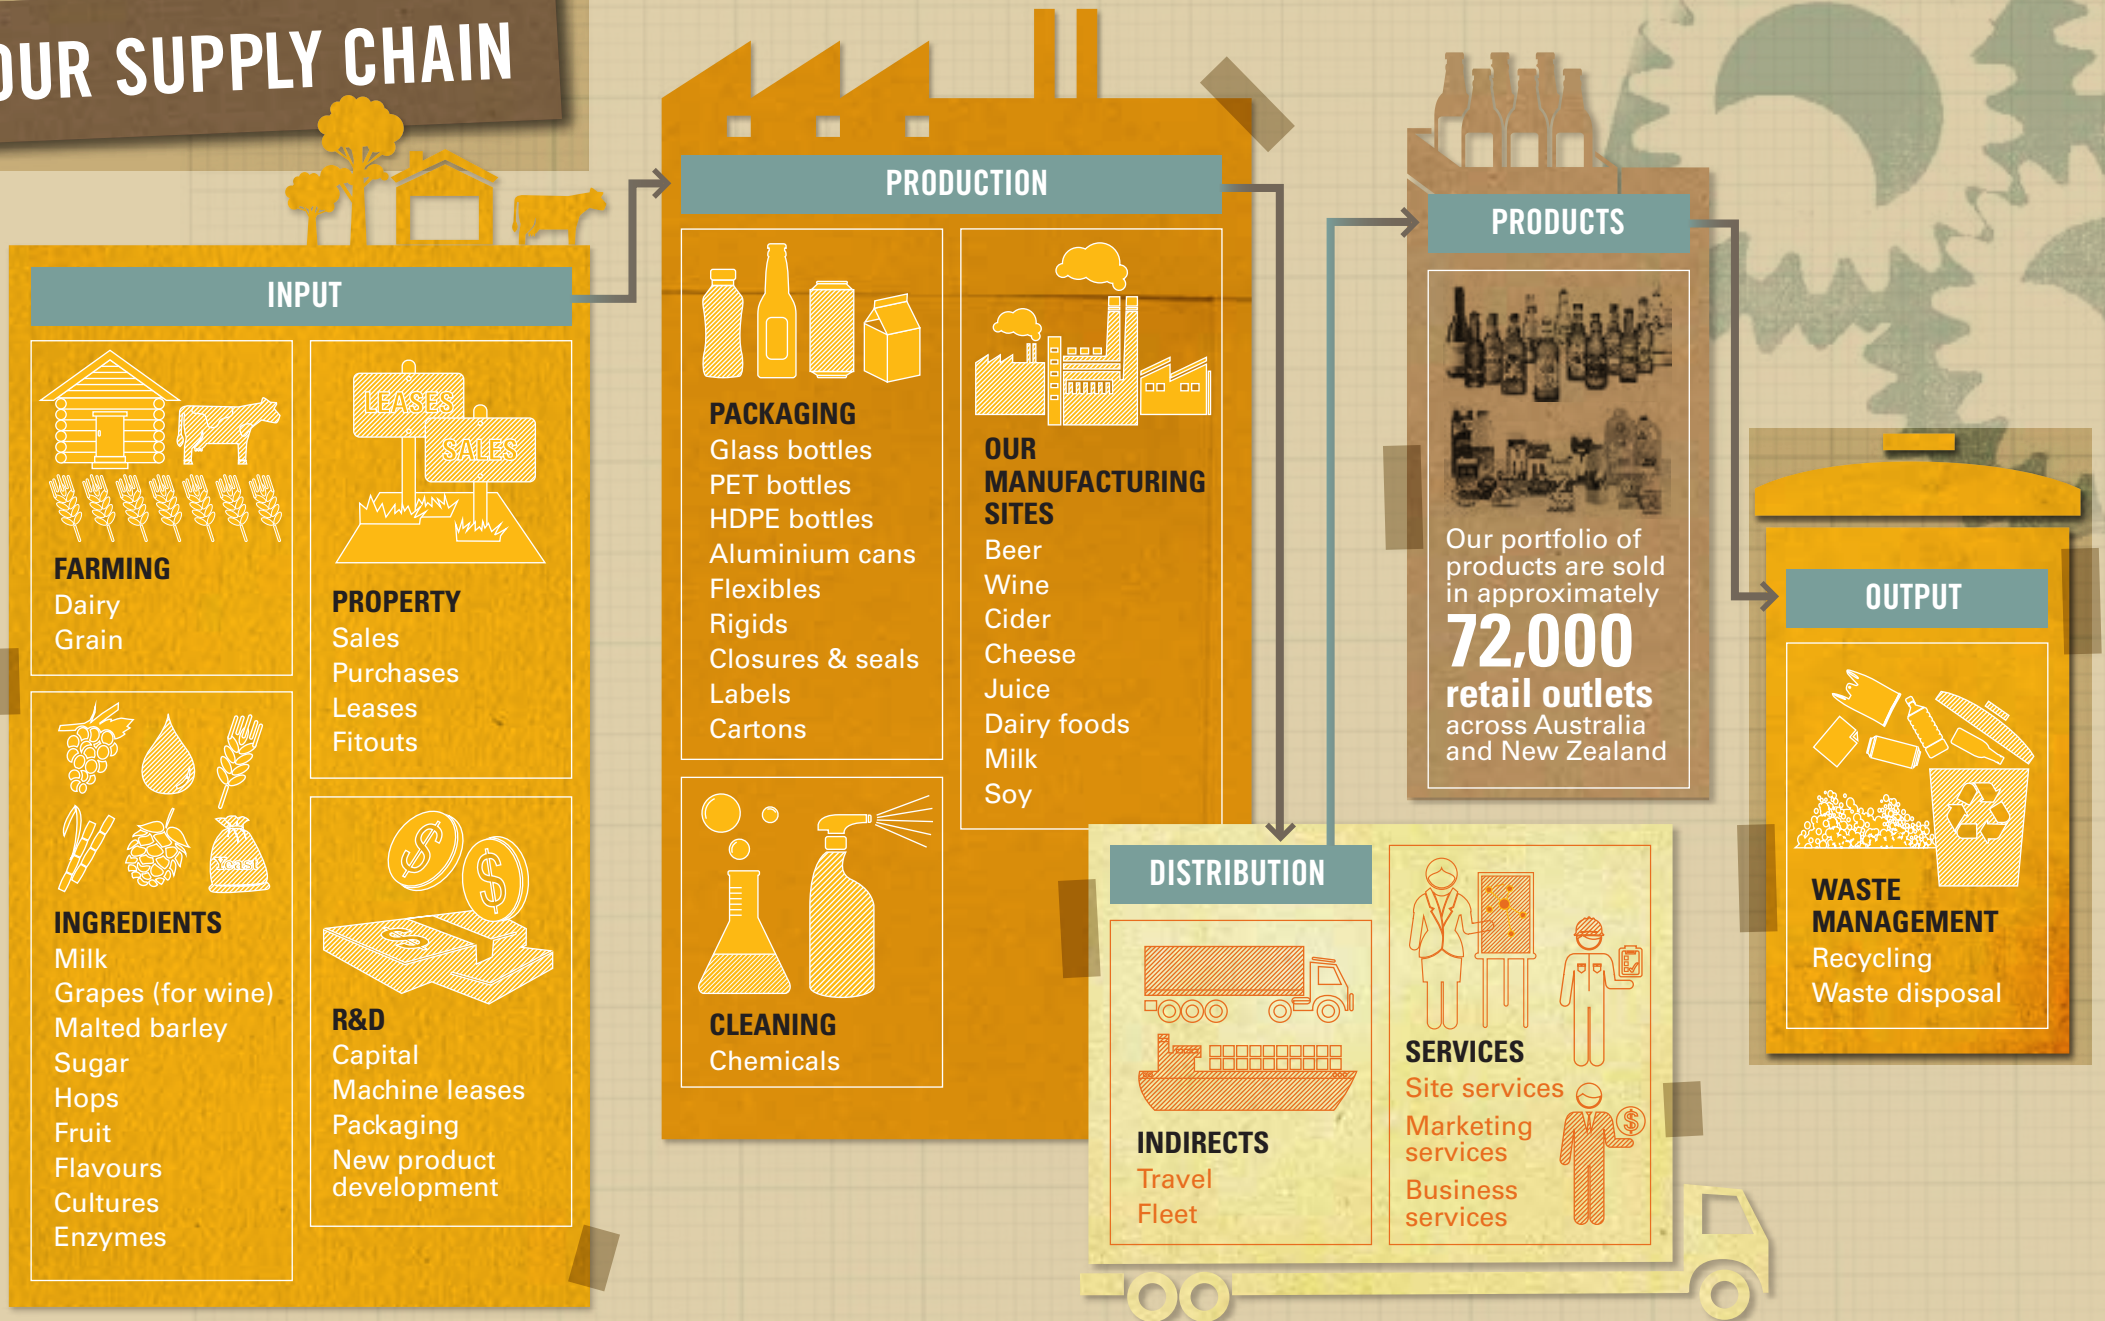 OUR SUPPLY CHAIN
INPUT
FARMING
Dairy
Grain
INGREDIENTS
Milk
Grapes (for wine)
Malted barley
Sugar
Hops
Fruit
Flavours
Cultures
Enzymes
Yeast
LEASES
SALES
PROPERTY
Sales
Purchases
Leases
Fitouts
R&D
Capital
Machine leases
Packaging
New product
development
PRODUCTION
PACKAGING
Glass bottles
PET bottles
HDPE bottles
Aluminium cans
Flexibles
Rigids
Closures & seals
Labels
Cartons
CLEANING
Chemicals
OUR
MANUFACTURING
SITES
Beer
Wine
Cider
Cheese
Juice
Dairy foods
Milk
Soy
DISTRIBUTION
INDIRECTS
Travel
Fleet
SERVICES
Site services
Marketing
services
Business
services
PRODUCTS
Our portfolio of
products are sold
in approximately
72,000
retail outlets
across Australia
and New Zealand
OUTPUT
WASTE
MANAGEMENT
Recycling
Waste disposal